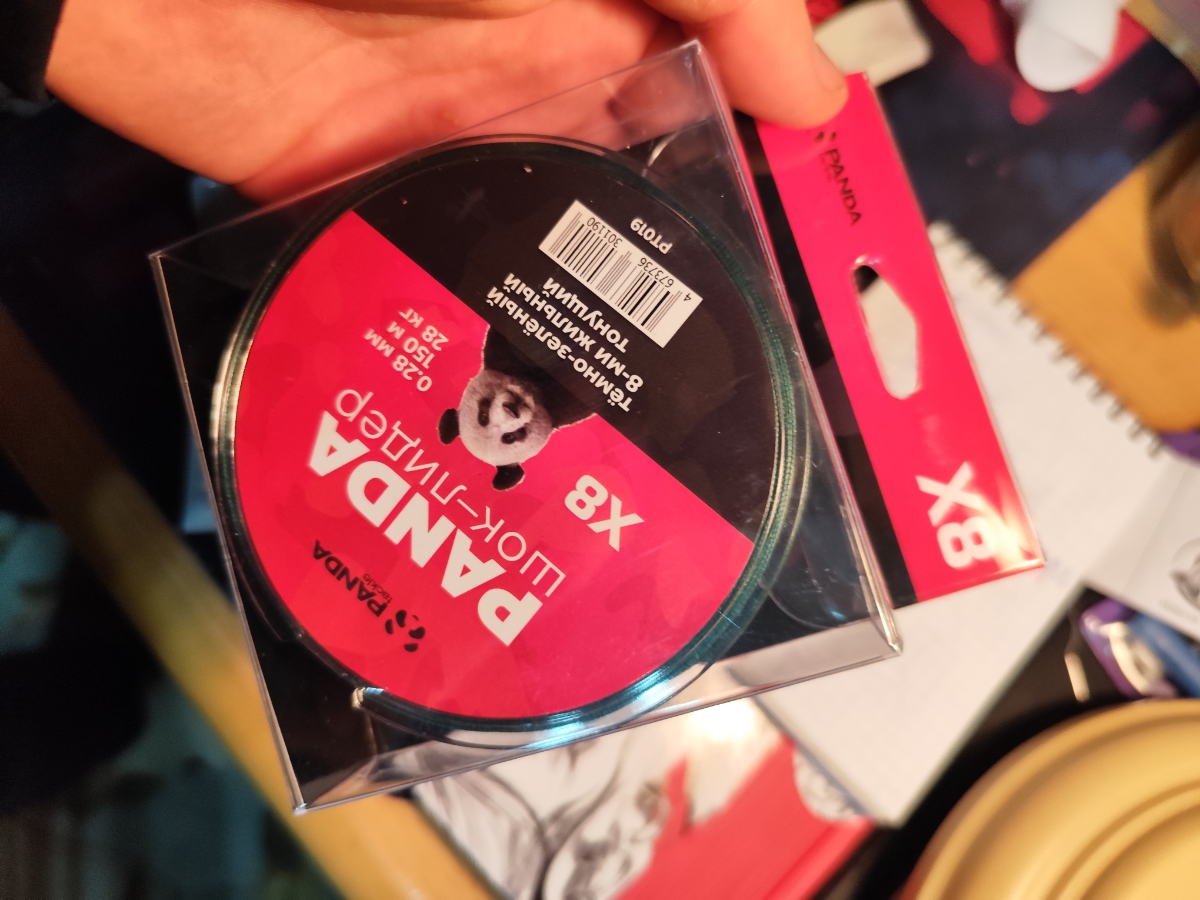 PANDA
tackle
PANDA
ШОК-ЛИДЕР
X8
0,28 мм
150 м
28 кг
тёмно-зелёный
8-ми жильный
тонущий
4 673736 301190
PT019
PANDA
X8